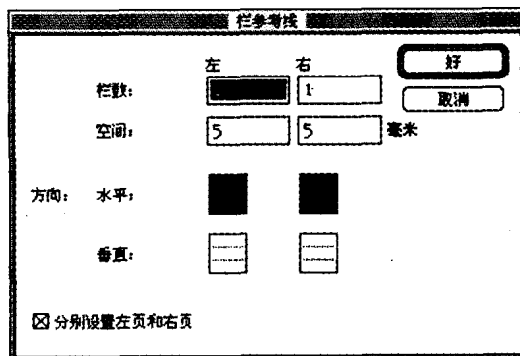 栏参考线
左 右 好
栏数: 1 取消
空间: 5 5 毫米
方向: 水平:
垂直:
分别设置左页和右页